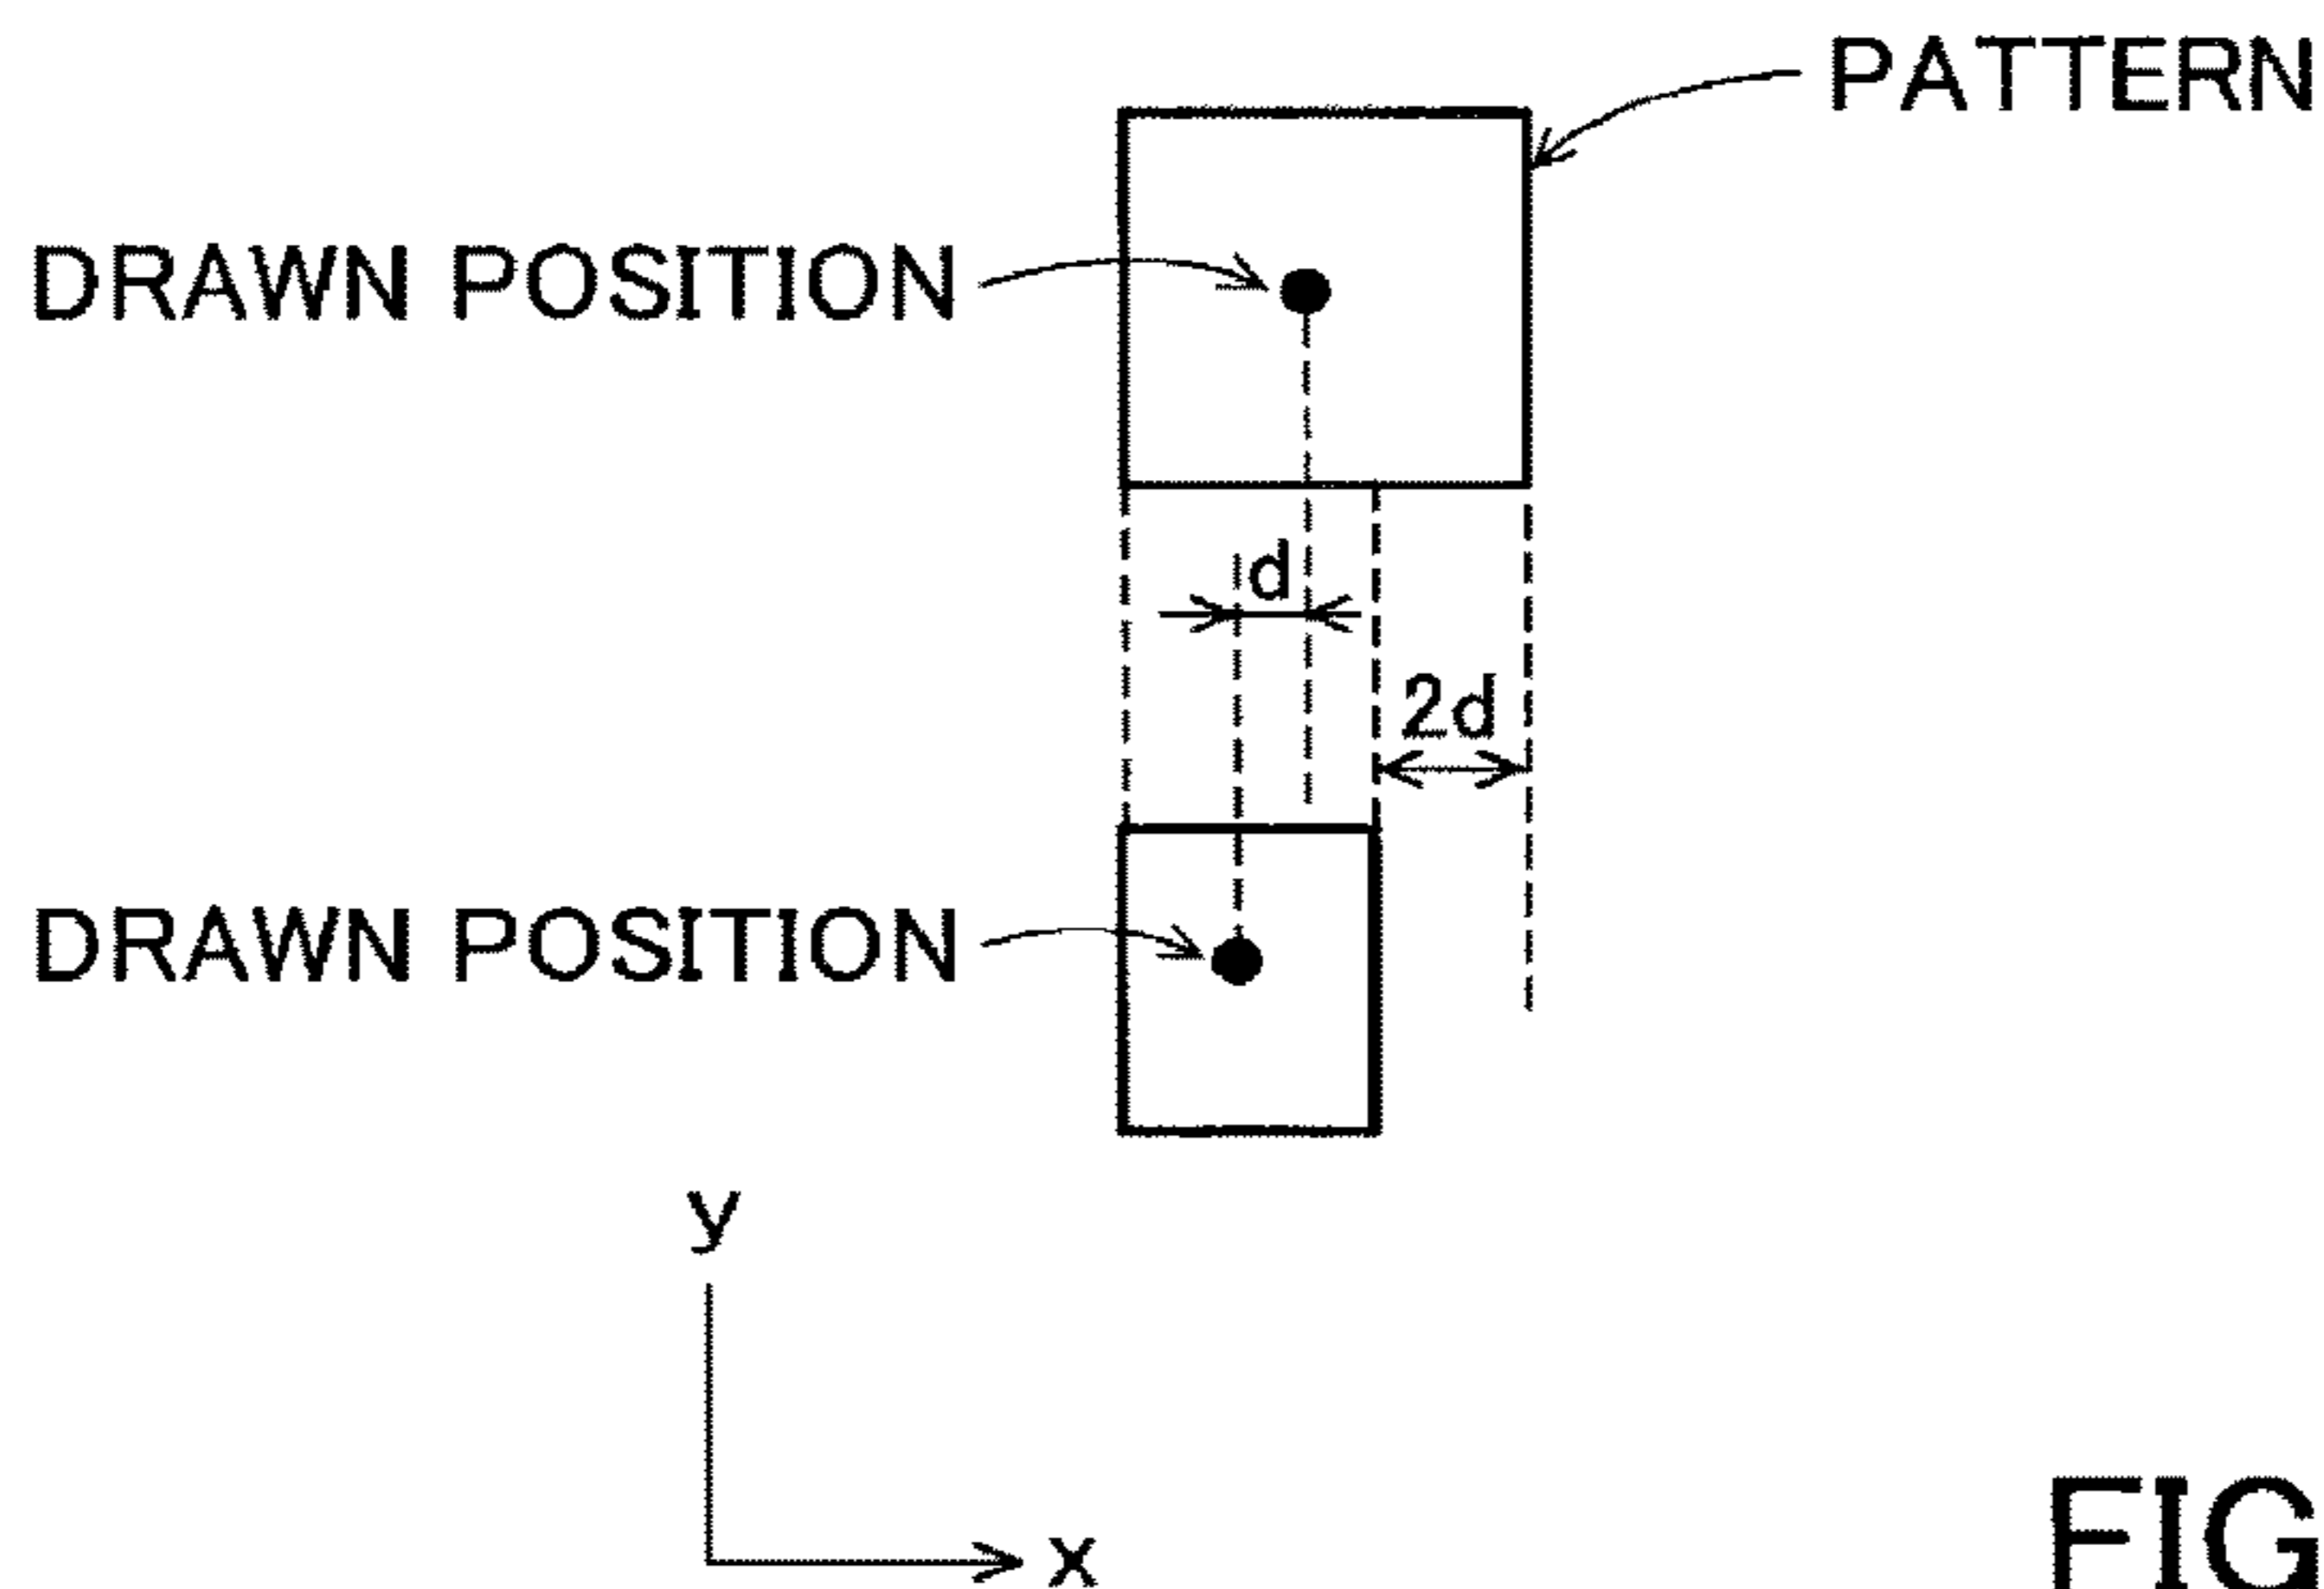 PATTERN
DRAWN POSITION
d
2d
DRAWN POSITION
y
x
FIG